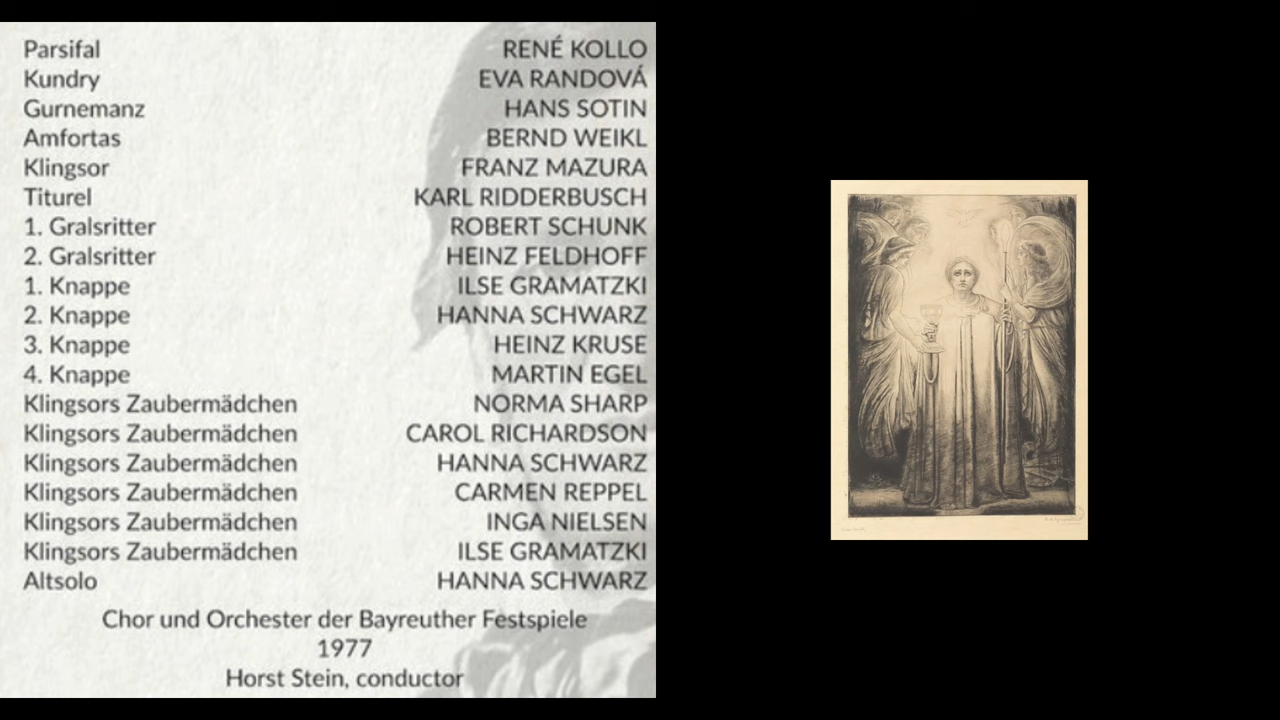 Parsifal RENÉ KOLLO
Kundry EVA RANDOVÁ
Gurnemanz HANS SOTIN
Amfortas BERND WEIKL
Klingsor FRANZ MAZURA
Titurel KARL RIDDERBUSCH
1. Gralsritter ROBERT SCHUNK
2. Gralsritter HEINZ FELDHOFF
1. Knappe ILSE GRAMATZKI
2. Knappe HANNA SCHWARZ
3. Knappe HEINZ KRUSE
4. Knappe MARTIN EGEL
Klingsors Zaubermädchen NORMA SHARP
Klingsors Zaubermädchen CAROL RICHARDSON
Klingsors Zaubermädchen HANNA SCHWARZ
Klingsors Zaubermädchen CARMEN REPPEL
Klingsors Zaubermädchen INGA NIELSEN
Klingsors Zaubermädchen ILSE GRAMATZKI
Altsolo HANNA SCHWARZ
Chor und Orchester der Bayreuther Festspiele
1977
Horst Stein, conductor